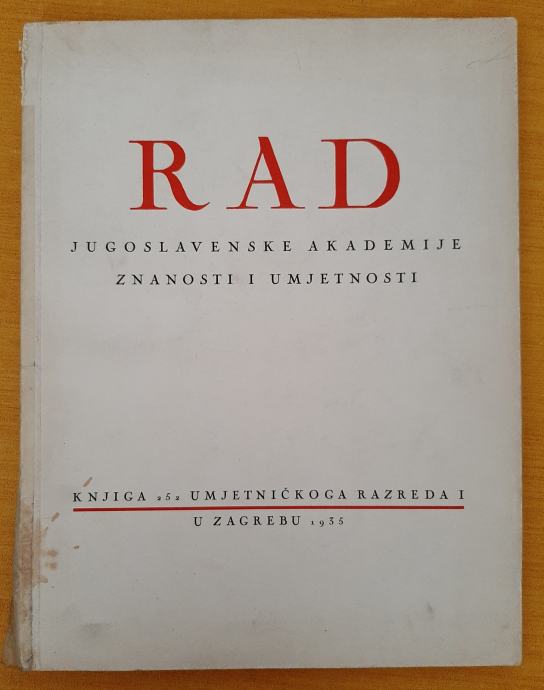 RAD
JUGOSLAVENSKE AKADEMIJE
ZNANOSTI I UMJETNOSTI
KNJIGA 252 UMJETNIČKOGA RAZREDA I
U ZAGREBU 1935